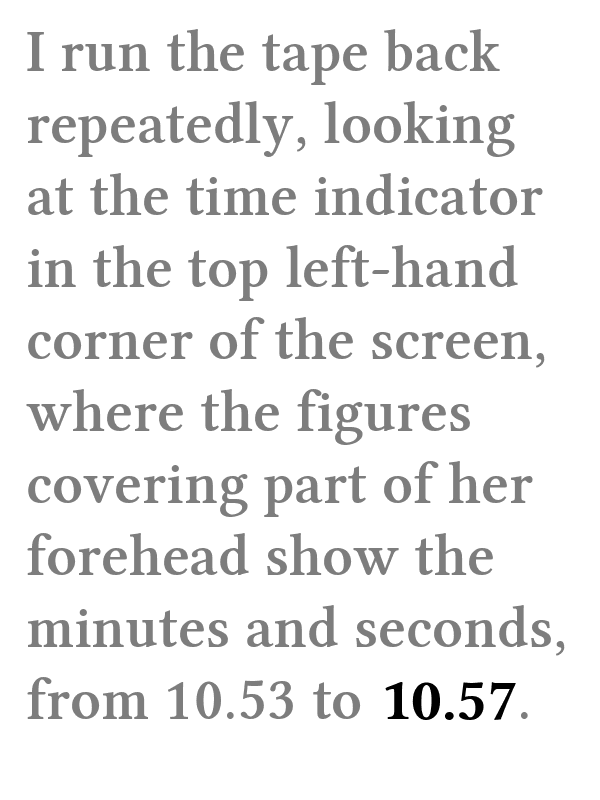 I run the tape back
repeatedly, looking
at the time indicator
in the top left-hand
corner of the screen,
where the figures
covering part of her
forehead show the
minutes and seconds,
from 10.53 to 10.57.